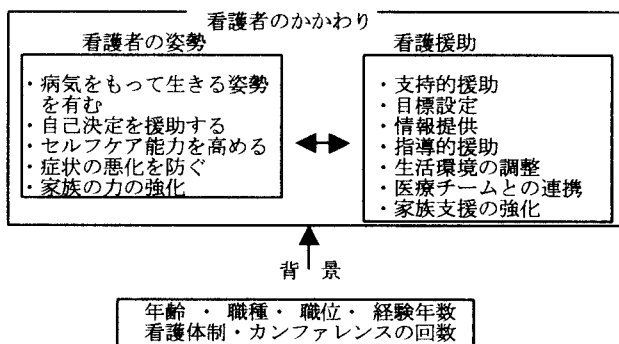 看護者のかかわり
看護者の姿勢
・病気をもって生きる姿勢
を有む
・自己決定を援助する
・セルフケア能力を高める
・症状の悪化を防ぐ
・家族の力の強化
看護援助
・支持的援助
・目標設定
・情報提供
・指導的援助
・生活環境の調整
・医療チームとの連携
・家族支援の強化
背景
年齢 ・ 職種・ 職位・ 経験年数
看護体制・カンファレンスの回数